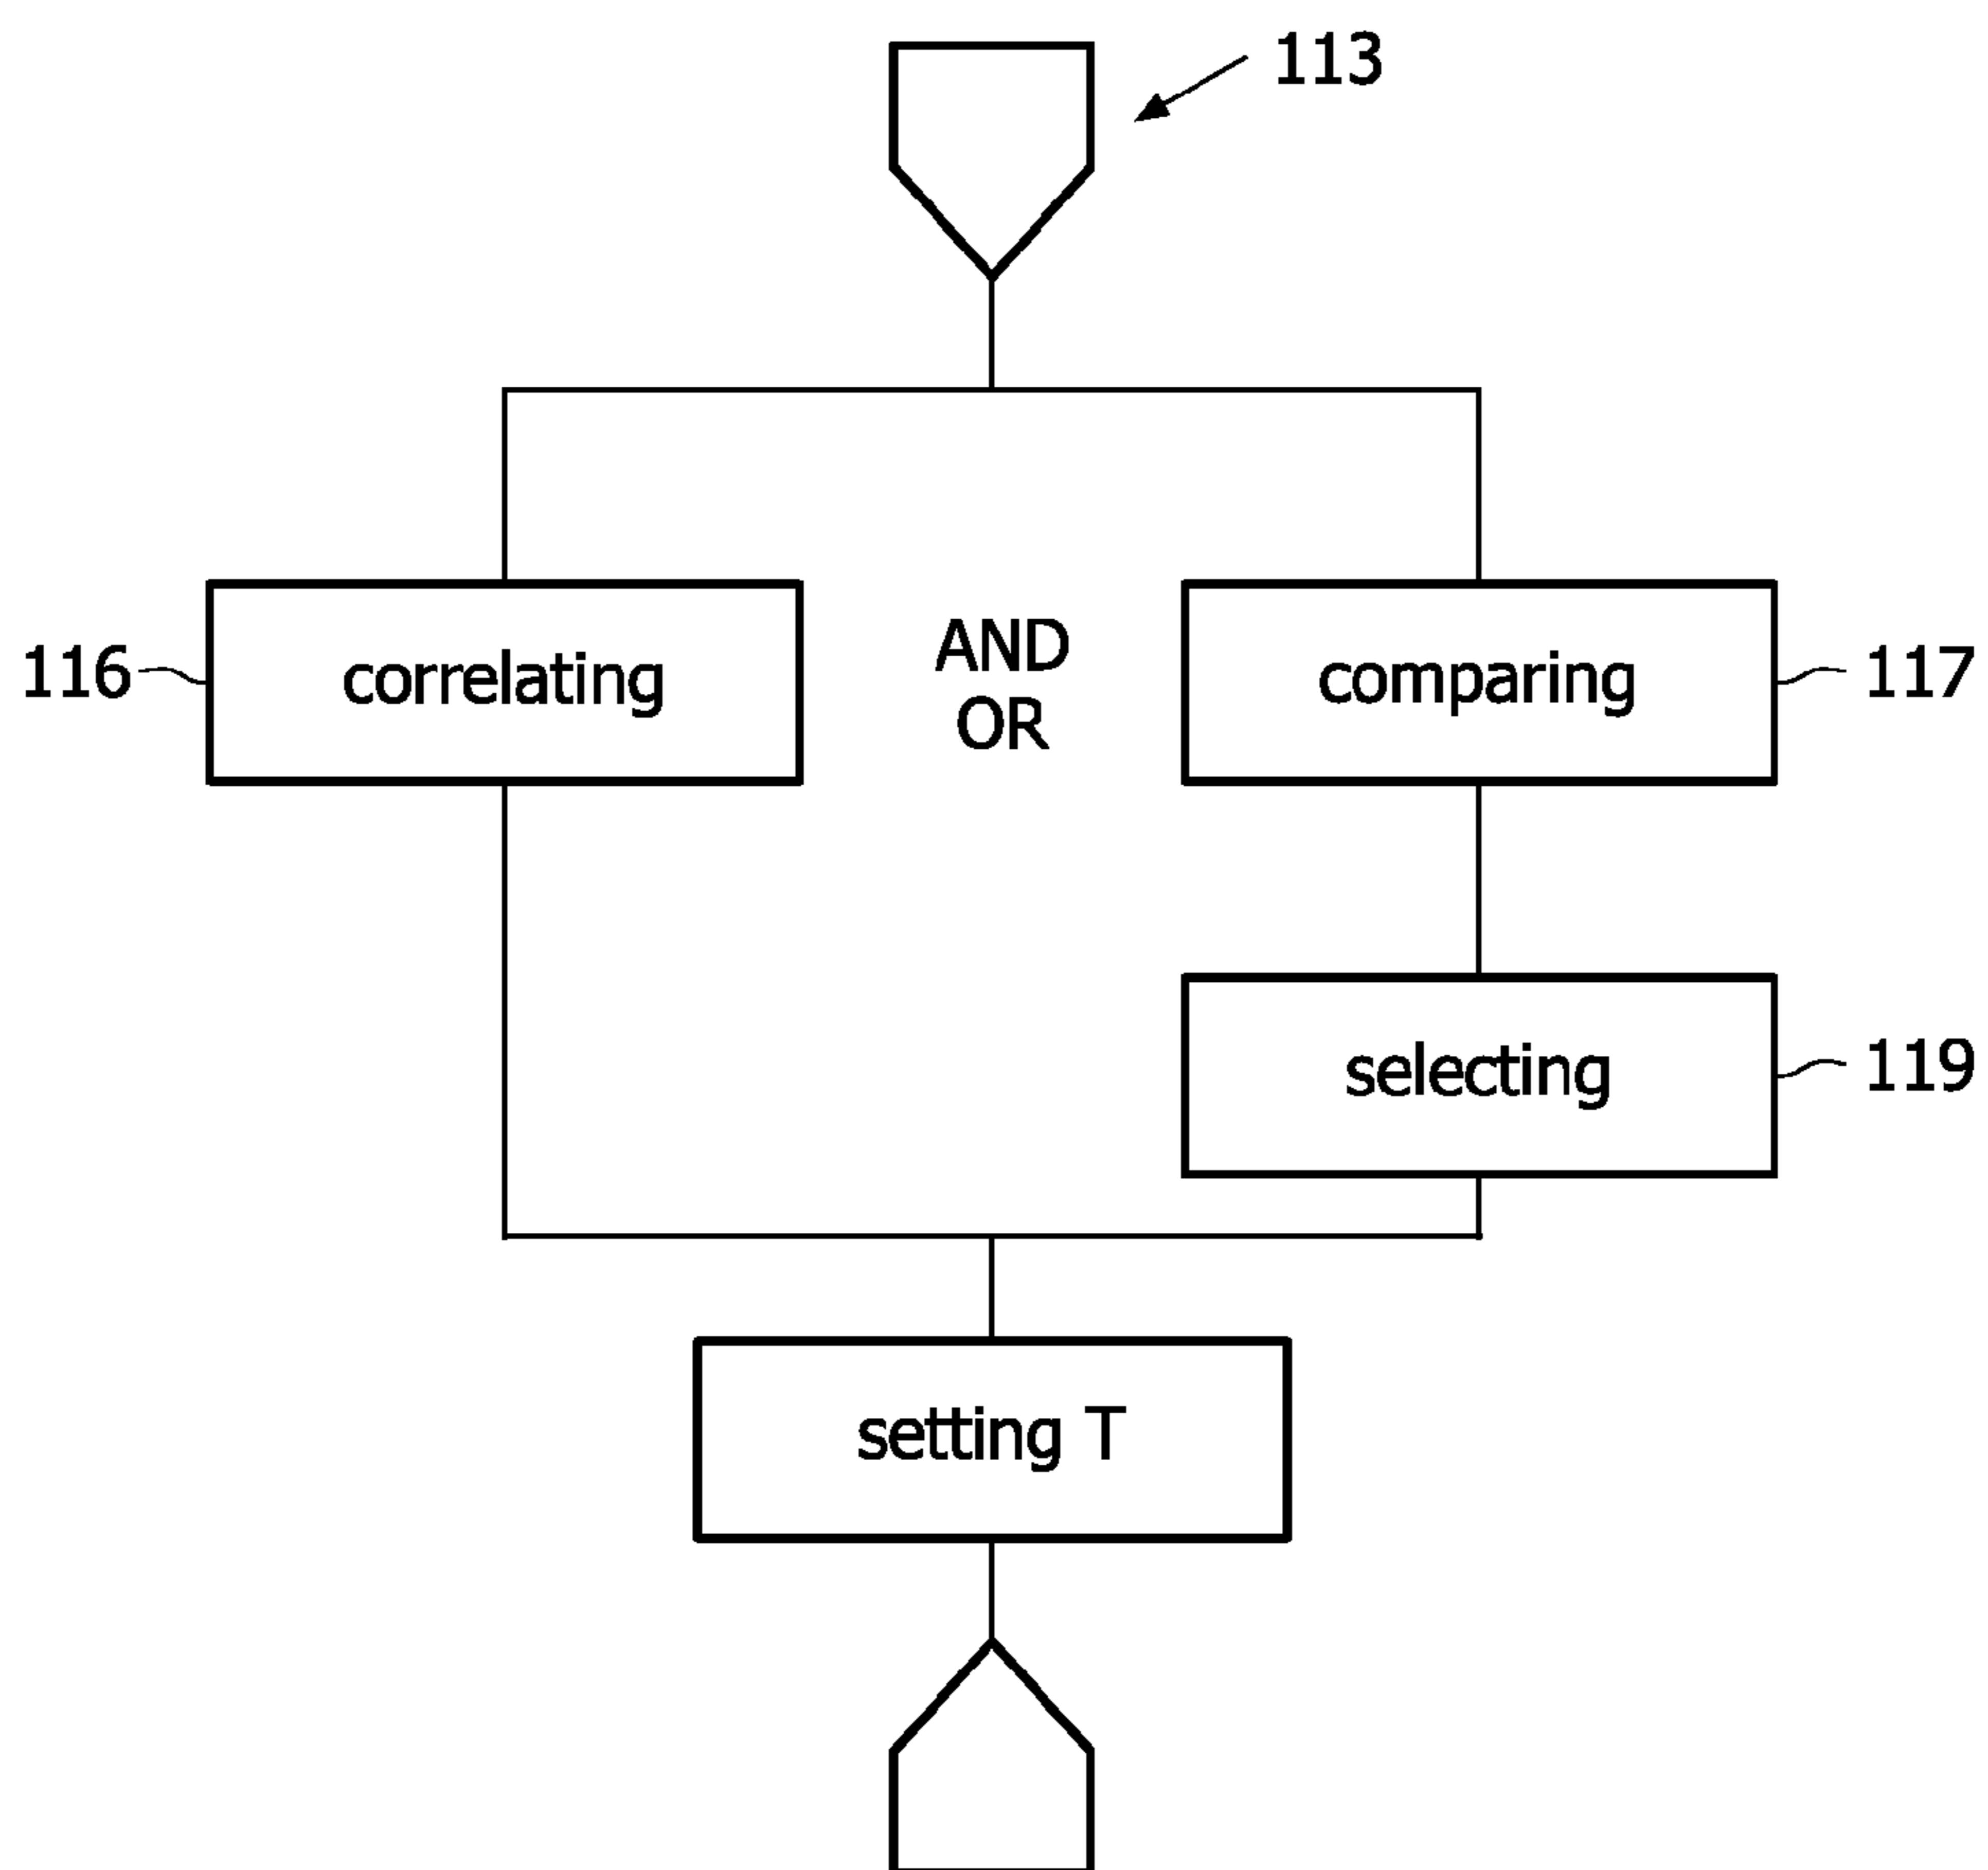 113
116
correlating
AND
OR
comparing
117
selecting
119
setting T